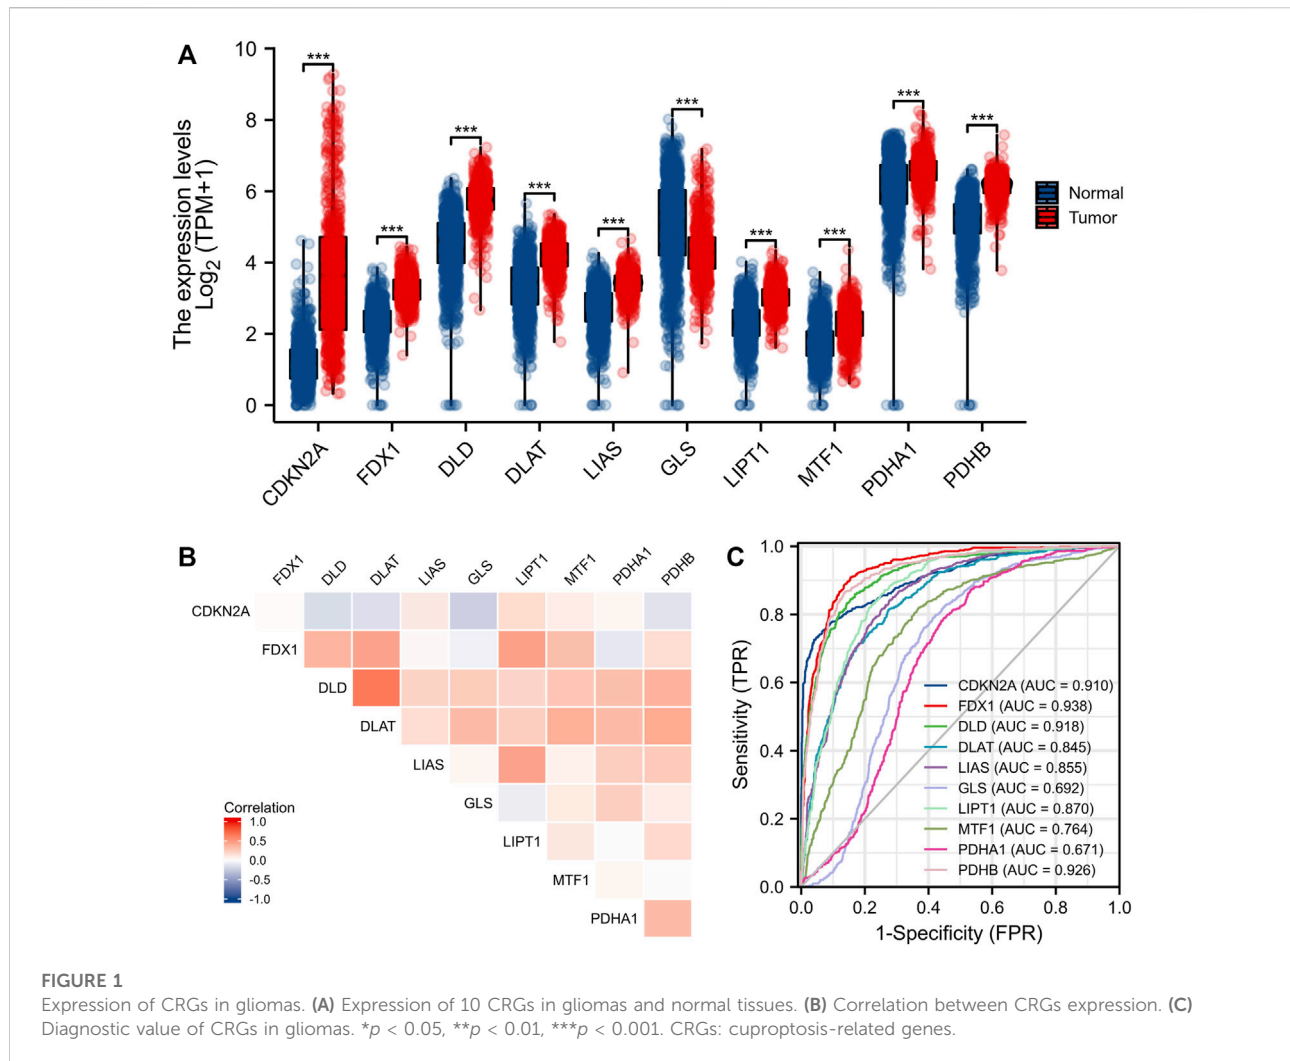 A
The expression levels
Log2 (TPM+1)
10
8
6
4
2
0
*** *** *** *** *** *** *** *** *** ***
Normal
Tumor
CDKN2A FDX1 DLD DLAT LIAS GLS LIPT1 MTF1 PDHA1 PDHB
B
FDX1 DLD DLAT LIAS GLS LIPT1 MTF1 PDHA1 PDHB
CDKN2A
FDX1
DLD
DLAT
LIAS
GLS
LIPT1
MTF1
PDHA1
Correlation
1.0
0.5
0.0
-0.5
-1.0
C
Sensitivity (TPR)
1.0
0.8
0.6
0.4
0.2
0.0
CDKN2A (AUC = 0.910)
FDX1 (AUC = 0.938)
DLD (AUC = 0.918)
DLAT (AUC = 0.845)
LIAS (AUC = 0.855)
GLS (AUC = 0.692)
LIPT1 (AUC = 0.870)
MTF1 (AUC = 0.764)
PDHA1 (AUC = 0.671)
PDHB (AUC = 0.926)
0.0 0.2 0.4 0.6 0.8 1.0
1-Specificity (FPR)
FIGURE 1
Expression of CRGs in gliomas. (A) Expression of 10 CRGs in gliomas and normal tissues. (B) Correlation between CRGs expression. (C)
Diagnostic value of CRGs in gliomas. *p < 0.05, **p < 0.01, ***p < 0.001. CRGs: cuproptosis-related genes.